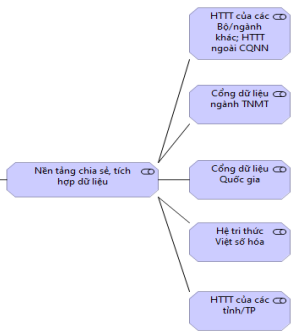 HTTT của các
Bộ/ngành
khác; HTTT
ngoài CQNN
Cổng dữ liệu
ngành TNMT
Nền tảng chia sẻ, tích
hợp dữ liệu
Cổng dữ liệu
Quốc gia
Hệ tri thức
Việt số hóa
HTTT của các
tỉnh/TP